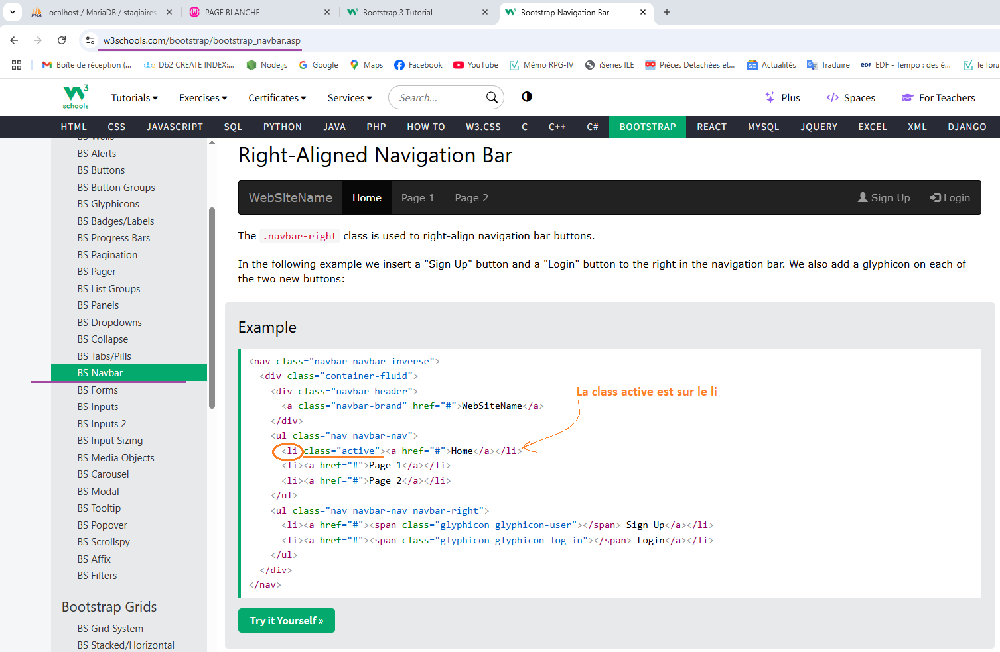 localhost / MariaDB / stagiaires
PAGE BLANCHE
Bootstrap 3 Tutorial
Bootstrap Navigation Bar
w3schools.com/bootstrap/bootstrap_navbar.asp
Boîte de réception (...
Db2 CREATE INDEX:...
Node.js
Google
Maps
Facebook
YouTube
Mémo RPG-IV
iSeries ILE
Pièces Detachées et...
Actualités
Traduire
EDF - Tempo : des é...
le foru
schools
Tutorials
Exercises
Certificates
Services
Search...
Plus
Spaces
For Teachers
HTML CSS JAVASCRIPT SQL PYTHON JAVA PHP HOW TO W3.CSS C C++ C# BOOTSTRAP REACT MYSQL JQUERY EXCEL XML DJANGO
BS Wells
BS Alerts
BS Buttons
BS Button Groups
BS Glyphicons
BS Badges/Labels
BS Progress Bars
BS Pagination
BS Pager
BS List Groups
BS Panels
BS Dropdowns
BS Collapse
BS Tabs/Pills
BS Navbar
BS Forms
BS Inputs
BS Inputs 2
BS Input Sizing
BS Media Objects
BS Carousel
BS Modal
BS Tooltip
BS Popover
BS Scrollspy
BS Affix
BS Filters
Bootstrap Grids
BS Grid System
BS Stacked/Horizontal
Right-Aligned Navigation Bar
WebSiteName Home Page 1 Page 2 Sign Up Login
The .navbar-right class is used to right-align navigation bar buttons.
In the following example we insert a "Sign Up" button and a "Login" button to the right in the navigation bar. We also add a glyphicon on each of
the two new buttons:
Example
<nav class="navbar navbar-inverse">
<div class="container-fluid">
<div class="navbar-header">
<a class="navbar-brand" href="#">WebSiteName</a>
</div>
<ul class="nav navbar-nav">
<li class="active"><a href="#">Home</a></li>
<li><a href="#">Page 1</a></li>
<li><a href="#">Page 2</a></li>
</ul>
<ul class="nav navbar-nav navbar-right">
<li><a href="#"><span class="glyphicon glyphicon-user"></span> Sign Up</a></li>
<li><a href="#"><span class="glyphicon glyphicon-log-in"></span> Login</a></li>
</ul>
</div>
</nav>
La class active est sur le li
Try it Yourself »